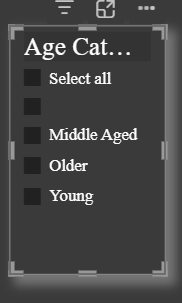 Age Cat…
Select all
Middle Aged
Older
Young